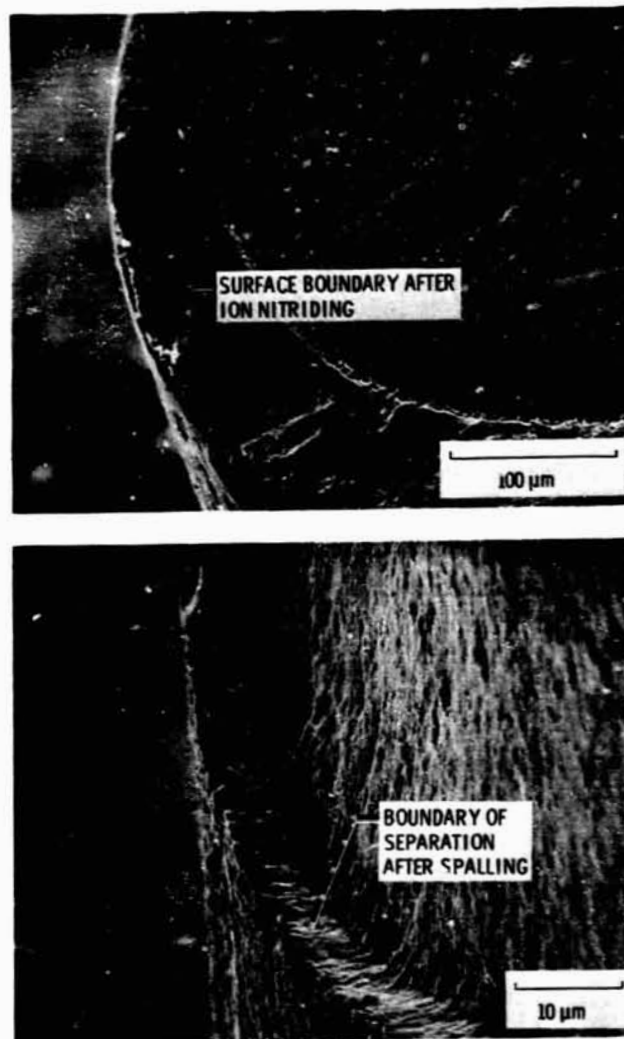 SURFACE BOUNDARY AFTER
ION NITRIDING
100 µm
BOUNDARY OF
SEPARATION
AFTER SPALLING
10 µm